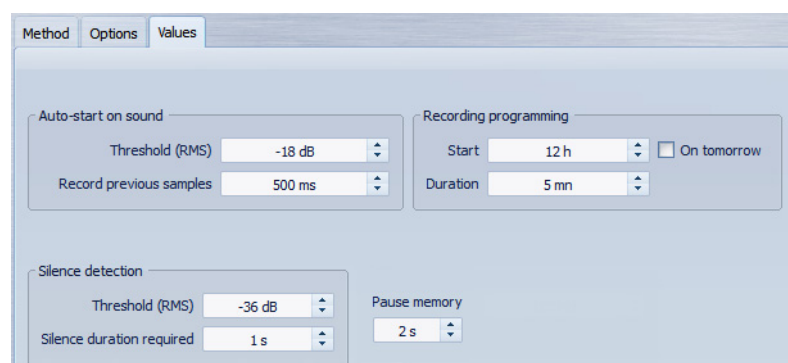 Method Options Values
Auto-start on sound
Threshold (RMS) -18 dB
Record previous samples 500 ms
Recording programming
Start 12 h On tomorrow
Duration 5 mn
Silence detection
Threshold (RMS) -36 dB
Silence duration required 1 s
Pause memory
2 s